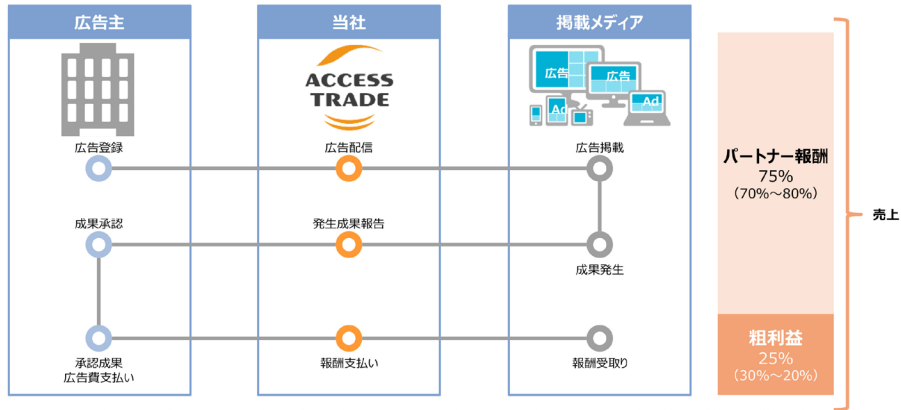 広告主
当社
掲載メディア
ACCESS
TRADE
広告
広告
Ad
Ad
広告登録
広告配信
広告掲載
成果承認
発生成果報告
成果発生
承認成果
広告費支払い
報酬支払い
報酬受取り
パートナー報酬
75%
(70%～80%)
粗利益
25%
(30%～20%)
売上